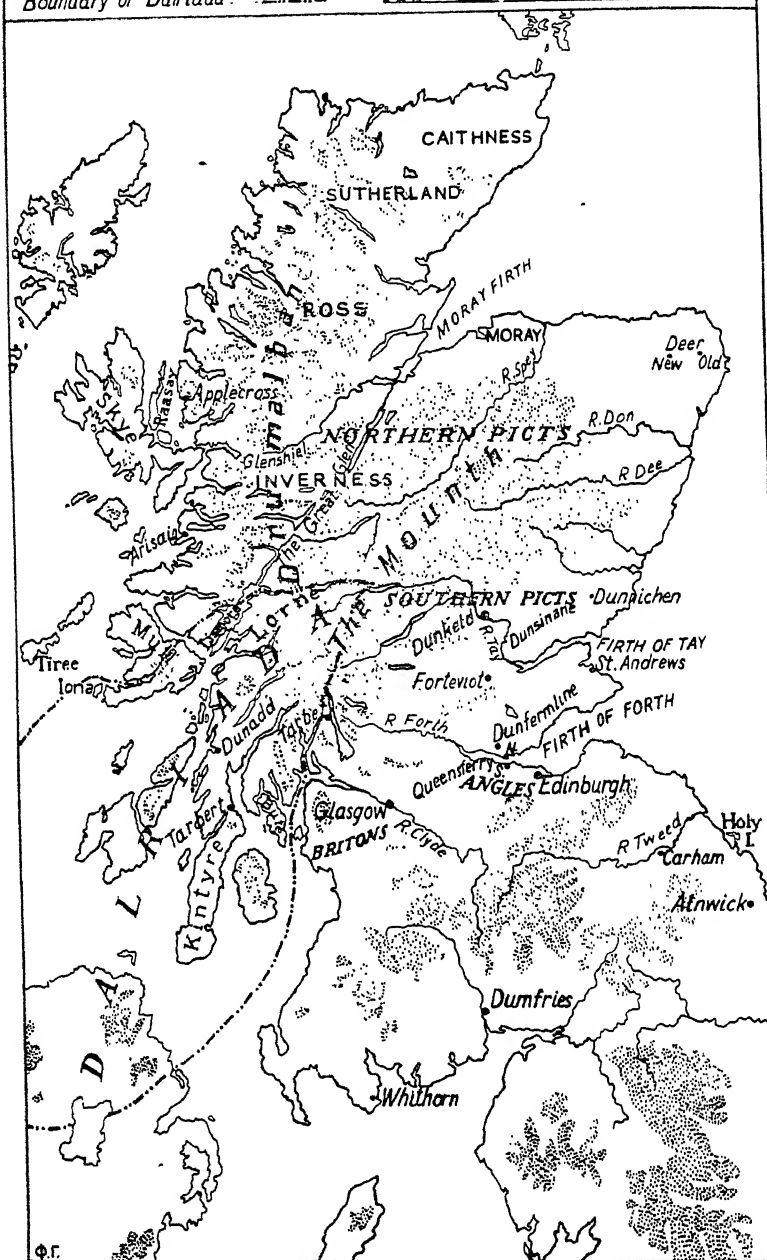 Boundary of Dalriada:
CAITHNESS
SUTHERLAND
ROSS
MORAY FIRTH
MORAY
Deer
New Old
R. Spey
Skye
Raasay
Applecross
Drumalban
NORTHERN PICTS
R. Don
Glenshiel
INVERNESS
The Great Glen
R Dee
The Mounth
Arisaig
Lorne
SOUTHERN PICTS
Dunnichen
Dunkeld
R Tay
Dunsinane
FIRTH OF TAY
St. Andrews
Tiree
Iona
Forteviot
Dunadd
Tarbet
R Forth
Dunfermline
N.
FIRTH OF FORTH
Queensferry
S.
ANGLES
Edinburgh
DALRIADA
Tarbert
Glasgow
BRITONS
R. Clyde
R Tweed
Holy
I.
Carham
Kintyre
Alnwick
Dumfries
Whithorn
Φ.Γ.